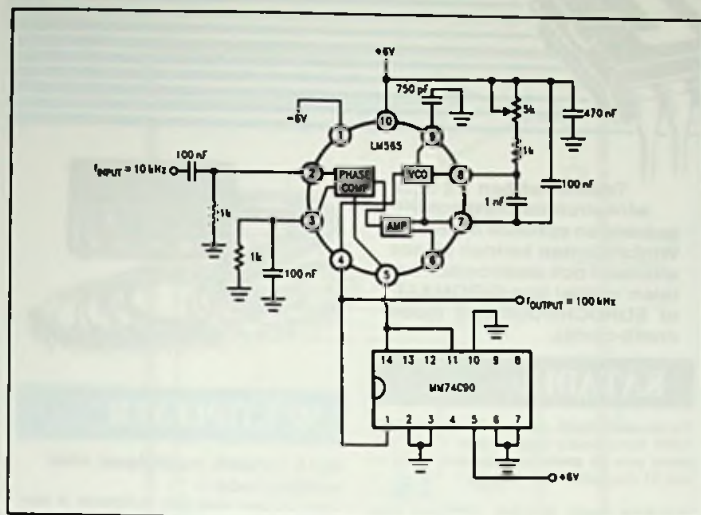 +6V
750 pf
-6V
10
1
9
5k
470 nF
LM565
100 nF
1k
fINPUT = 10 kHz
2
PHASE
COMP
VCO
8
100 nF
1k
1 nF
3
AMP
7
1k
100 nF
4
6
5
fOUTPUT = 100 kHz
14 13 12 11 10 9 8
MM74C90
1 2 3 4 5 6 7
+6V